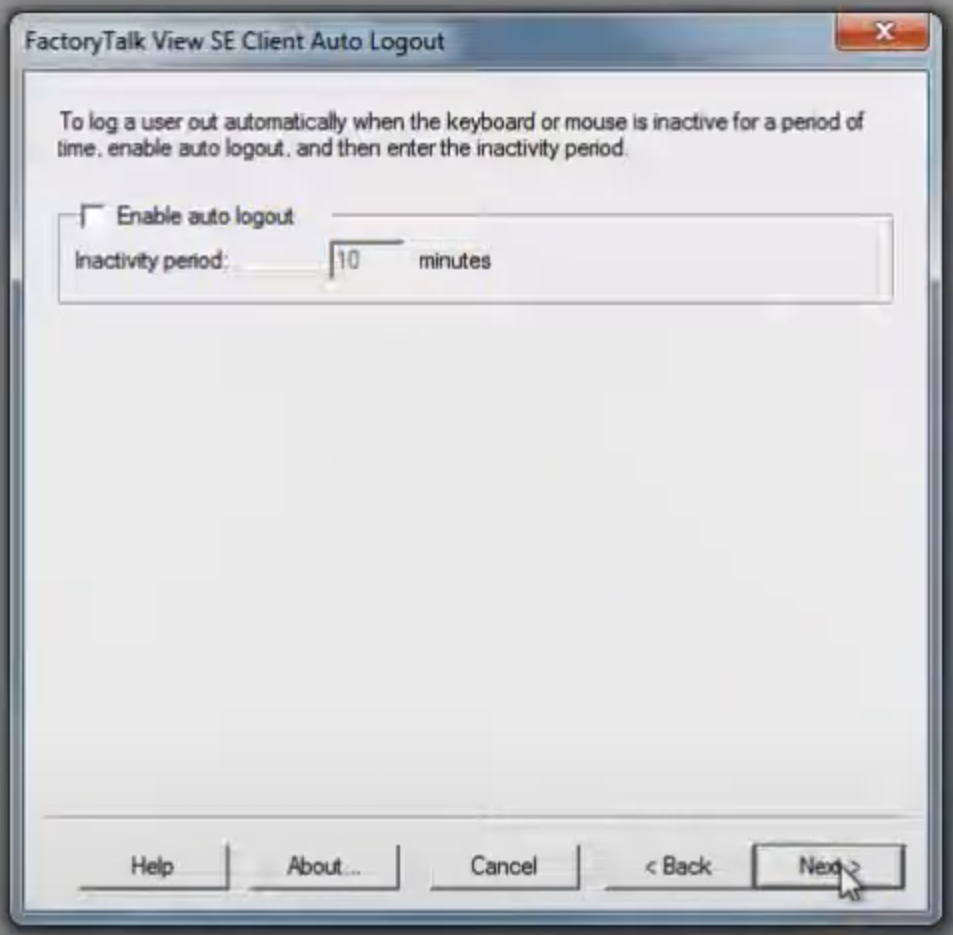 FactoryTalk View SE Client Auto Logout
To log a user out automatically when the keyboard or mouse is inactive for a period of
time, enable auto logout, and then enter the inactivity period.
Enable auto logout
Inactivity period: 10 minutes
Help About... Cancel < Back Next >